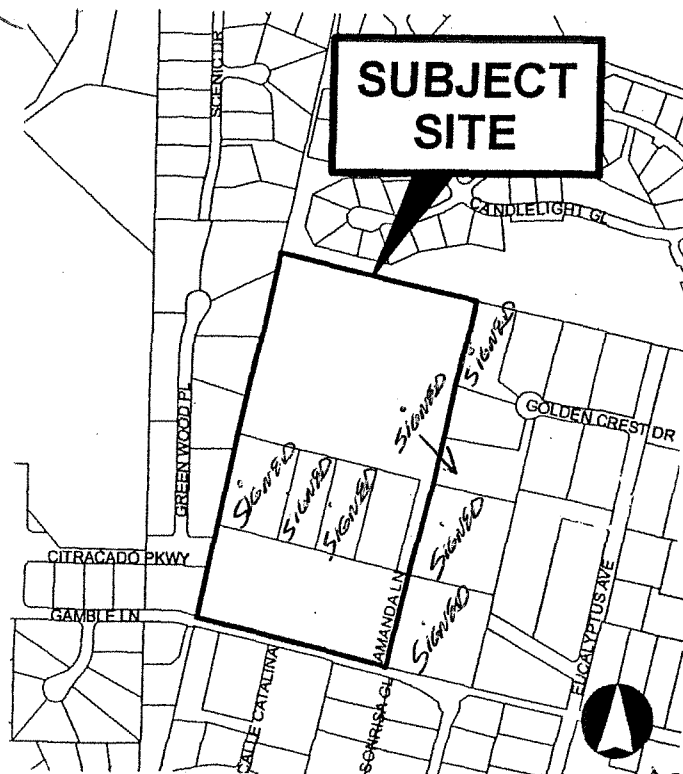 SCENIC DR
SUBJECT
SITE
CANDLELIGHT GL
SIGNED
SIGNED
GOLDEN CREST DR
GREENWOOD PL
SIGNED
SIGNED
SIGNED
SIGNED
CITRACADO PKWY
GAMBLE LN
AMANDA LN
SIGNED
EUCALYPTUS AVE
CALLE CATALINA
SONRISA GL